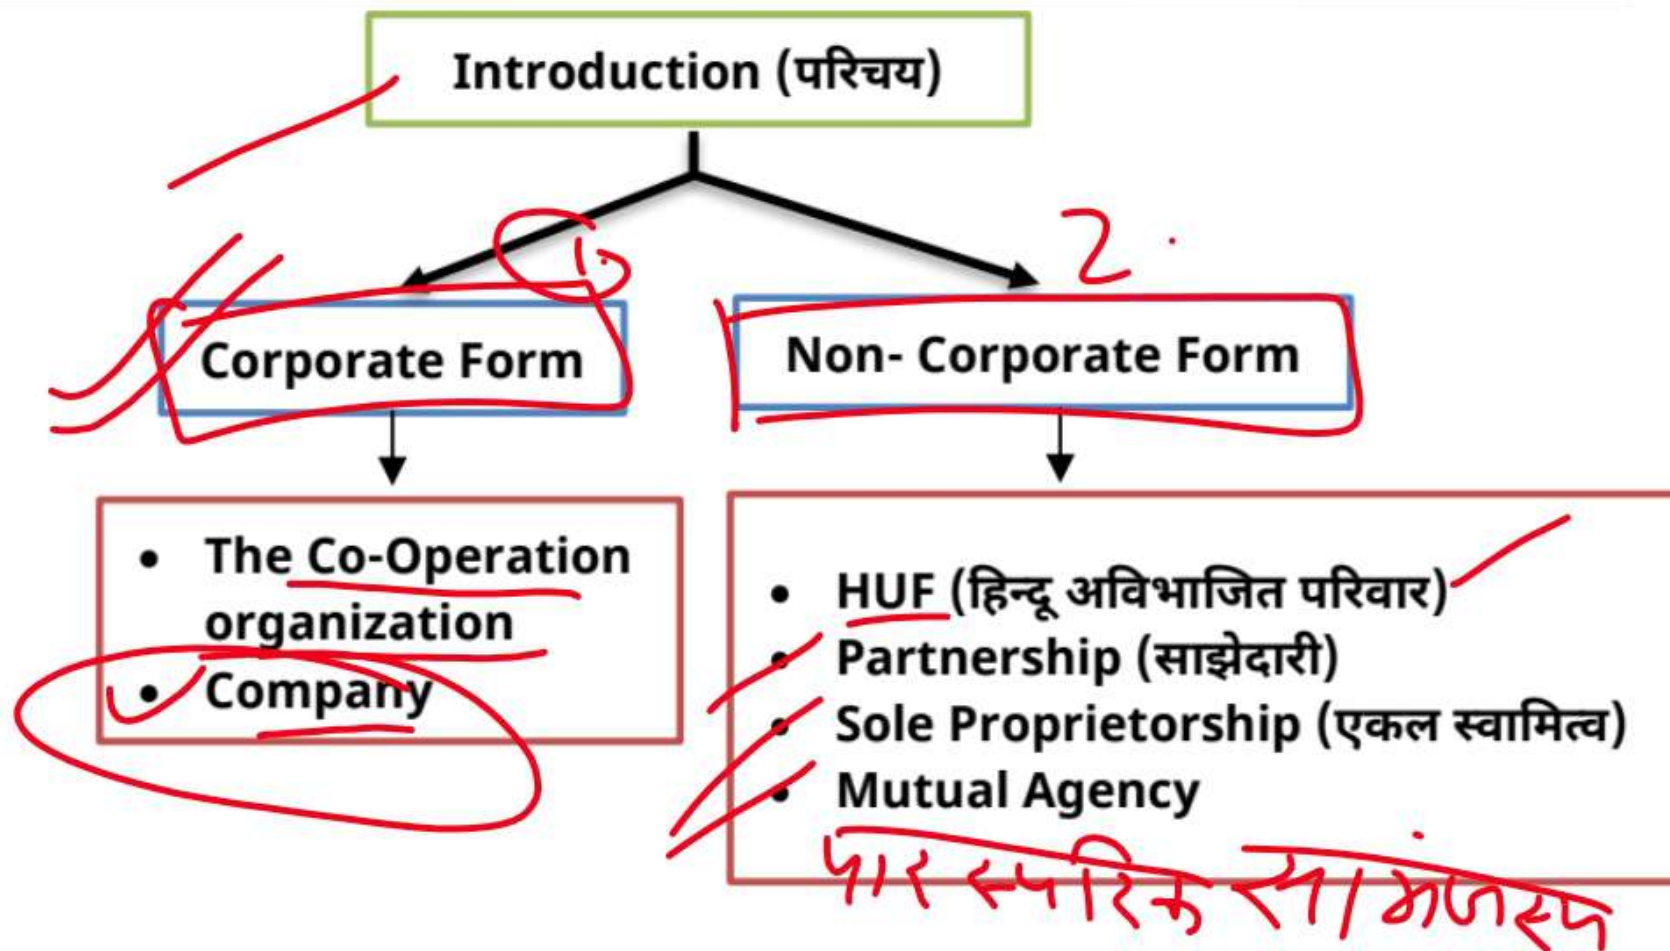 Introduction (परिचय)
1.
2.
Corporate Form
Non- Corporate Form
• The Co-Operation
organization
• Company
• HUF (हिन्दू अविभाजित परिवार)
• Partnership (साझेदारी)
• Sole Proprietorship (एकल स्वामित्व)
• Mutual Agency
पारस्परिक सामंजस्य